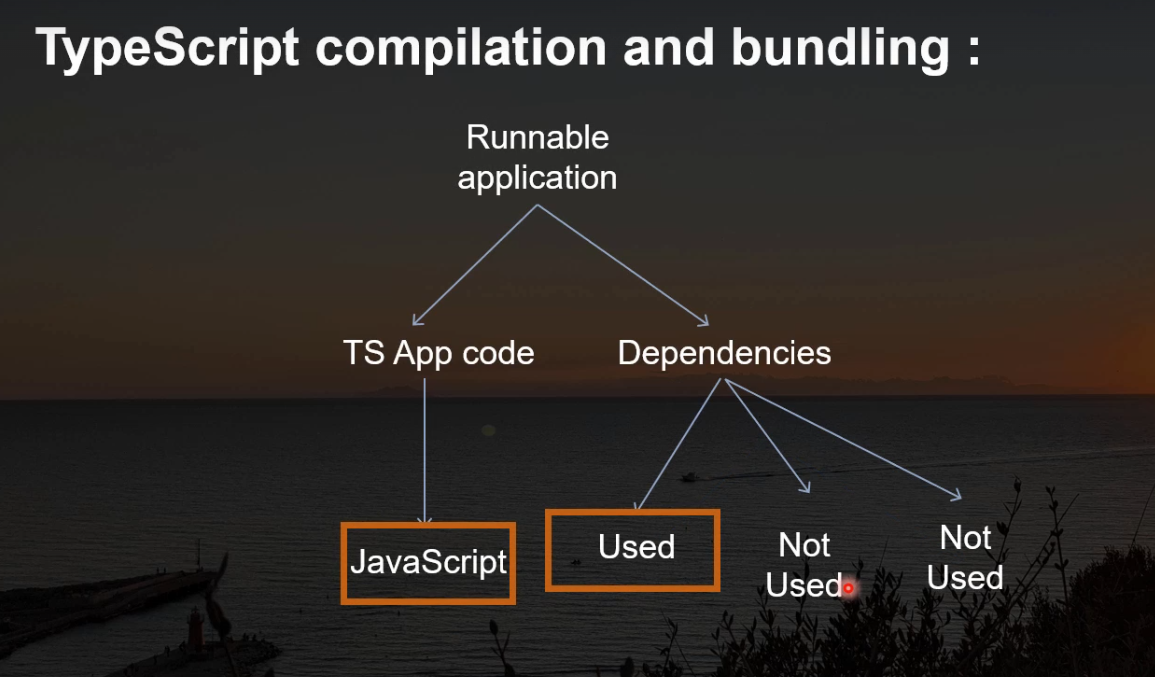 TypeScript compilation and bundling :
Runnable
application
TS App code
Dependencies
JavaScript
Used
Not
Used
Not
Used